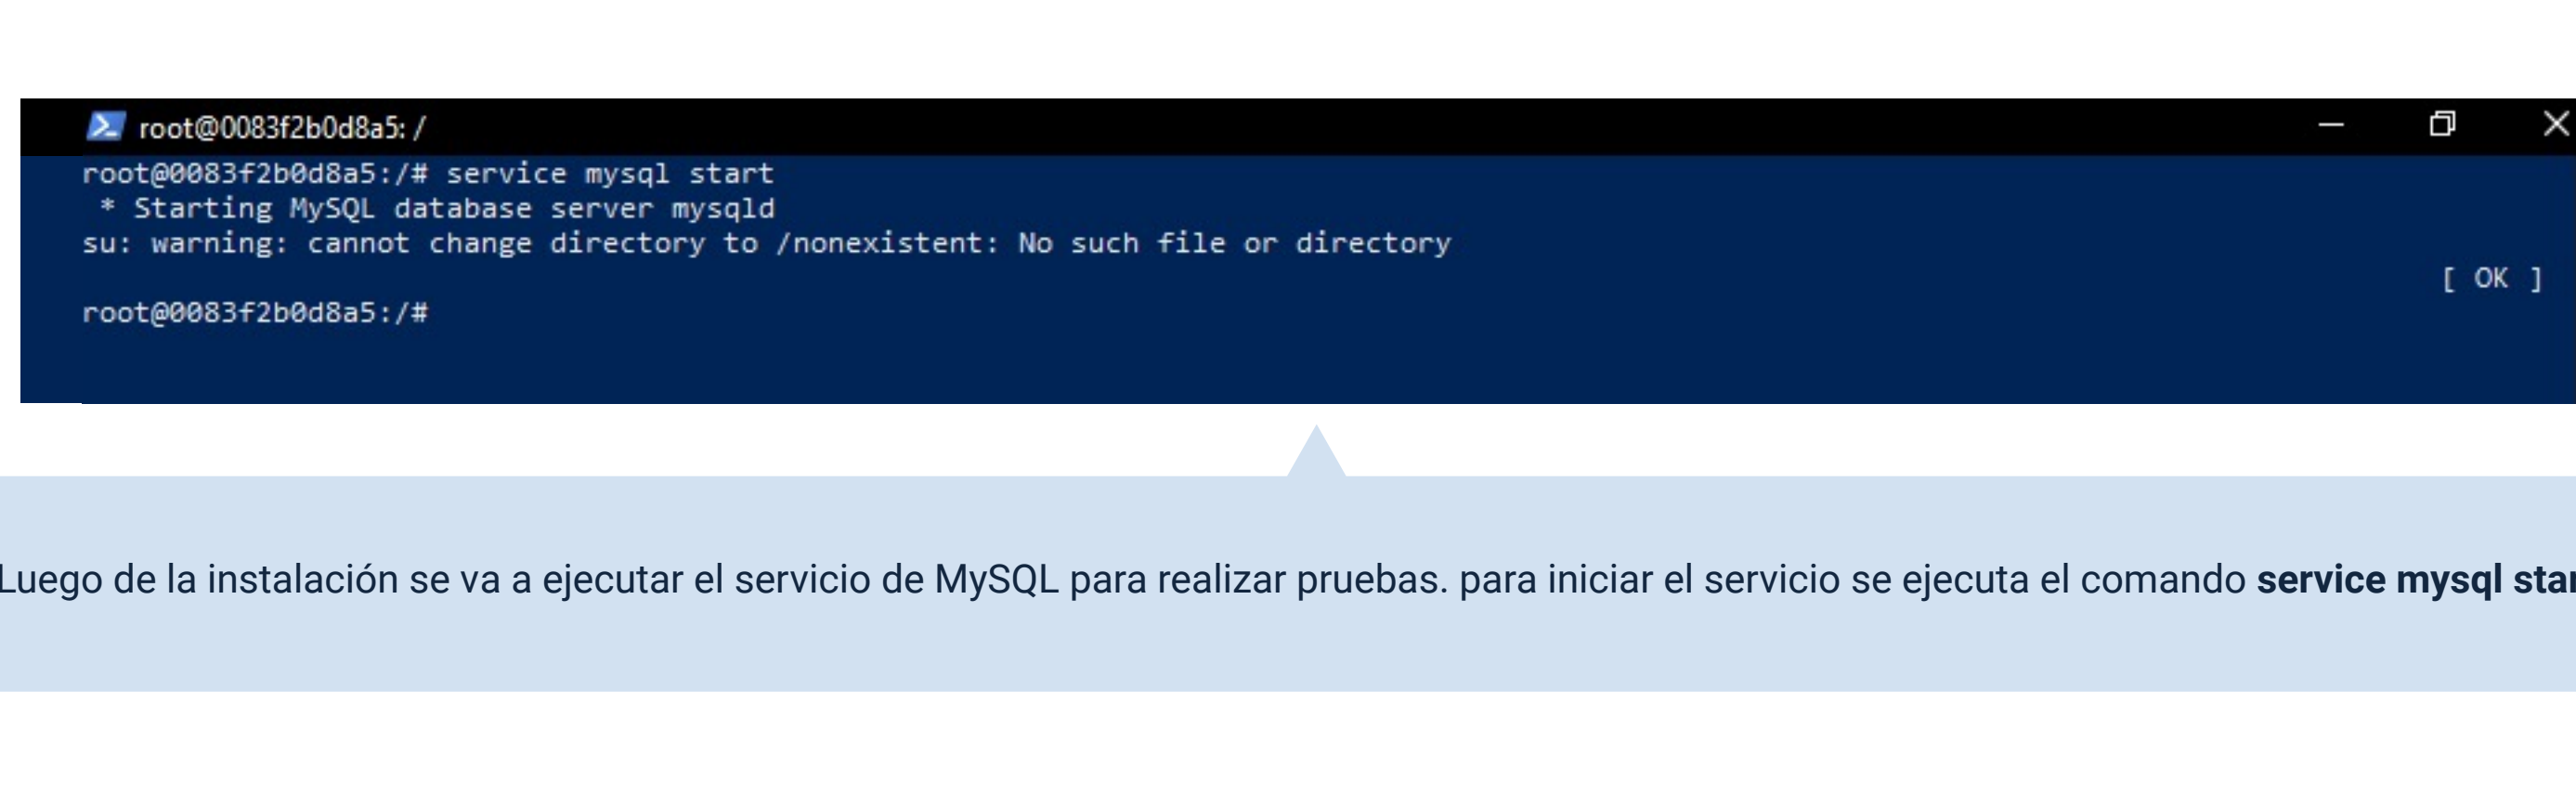 root@0083f2b0d8a5: /
root@0083f2b0d8a5:/# service mysql start
* Starting MySQL database server mysqld
su: warning: cannot change directory to /nonexistent: No such file or directory
[ OK ]
root@0083f2b0d8a5:/#
Luego de la instalación se va a ejecutar el servicio de MySQL para realizar pruebas. para iniciar el servicio se ejecuta el comando service mysql